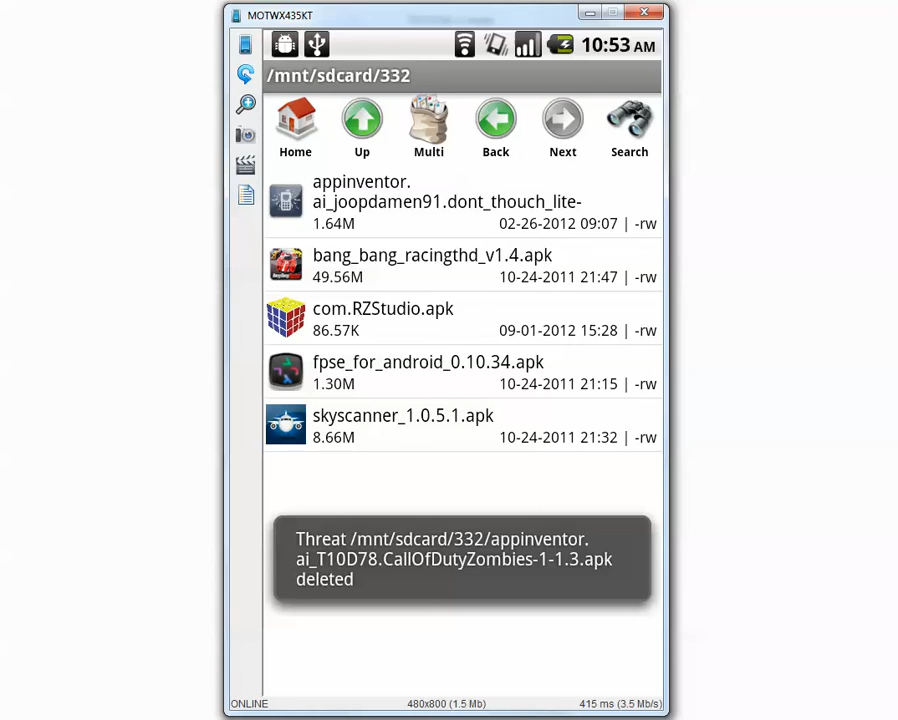 MOTWX435KT
10:53 AM
/mnt/sdcard/332
Home Up Multi Back Next Search
appinventor.
ai_joopdamen91.dont_thouch_lite-
1.64M 02-26-2012 09:07 | -rw
bang_bang_racingthd_v1.4.apk
49.56M 10-24-2011 21:47 | -rw
com.RZStudio.apk
86.57K 09-01-2012 15:28 | -rw
fpse_for_android_0.10.34.apk
1.30M 10-24-2011 21:15 | -rw
skyscanner_1.0.5.1.apk
8.66M 10-24-2011 21:32 | -rw
Threat /mnt/sdcard/332/appinventor.
ai_T10D78.CallOfDutyZombies-1-1.3.apk
deleted
ONLINE 480x800 (1.5 Mb) 415 ms (3.5 Mb/s)